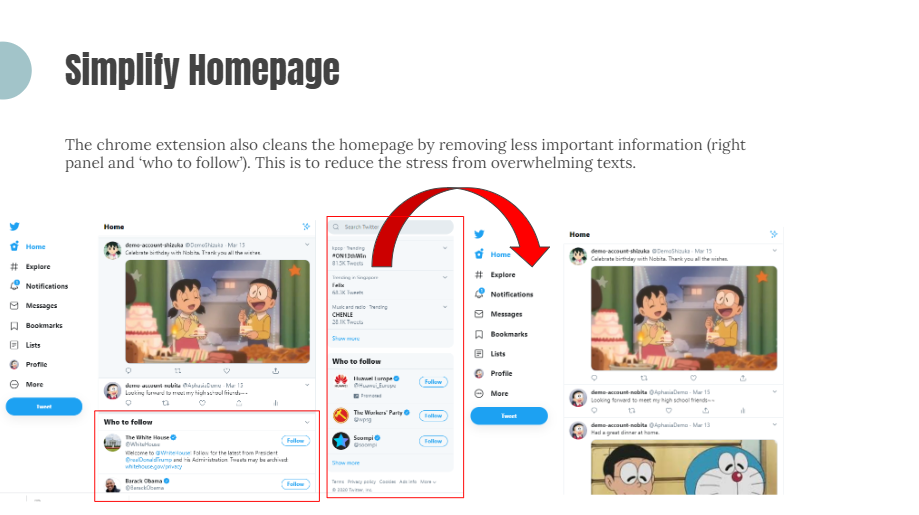 Simplify Homepage
The chrome extension also cleans the homepage by removing less important information (right
panel and ‘who to follow’). This is to reduce the stress from overwhelming texts.
Home
Explore
Notifications
Messages
Bookmarks
Lists
Profile
More
Tweet
Home
demo-account-shizuka @DemoShizuka · Mar 15
Celebrate birthday with Nobita. Thank you all the wishes.
demo-account-nobita @AphasiaDemo · Mar 15
Looking forward to meet my high school friends~~
Who to follow
The White House
@WhiteHouse
Follow
Welcome to @WhiteHouse! Follow for the latest from President
@realDonaldTrump and his Administration. Tweets may be archived:
whitehouse.gov/privacy
Barack Obama
@BarackObama
Follow
Search Twitter
kpop · Trending
#ON13thWin
81.5K Tweets
Trending in Singapore
Felix
Music and radio · Trending
CHENLE
28.1K Tweets
Show more
Who to follow
Huawei Europe
@Huawei_Europe
Follow
Promoted
The Workers' Party
@wpsg
Follow
Soompi
@soompi
Follow
Show more
Terms Privacy policy Cookies Ads info More
© 2020 Twitter, Inc.
Home
Explore
Notifications
Messages
Bookmarks
Lists
Profile
More
Tweet
Home
demo-account-shizuka @DemoShizuka · Mar 15
Celebrate birthday with Nobita. Thank you all the wishes.
demo-account-nobita @AphasiaDemo · Mar 15
Looking forward to meet my high school friends~~
demo-account-nobita @AphasiaDemo · Mar 13
Had a great dinner at home.